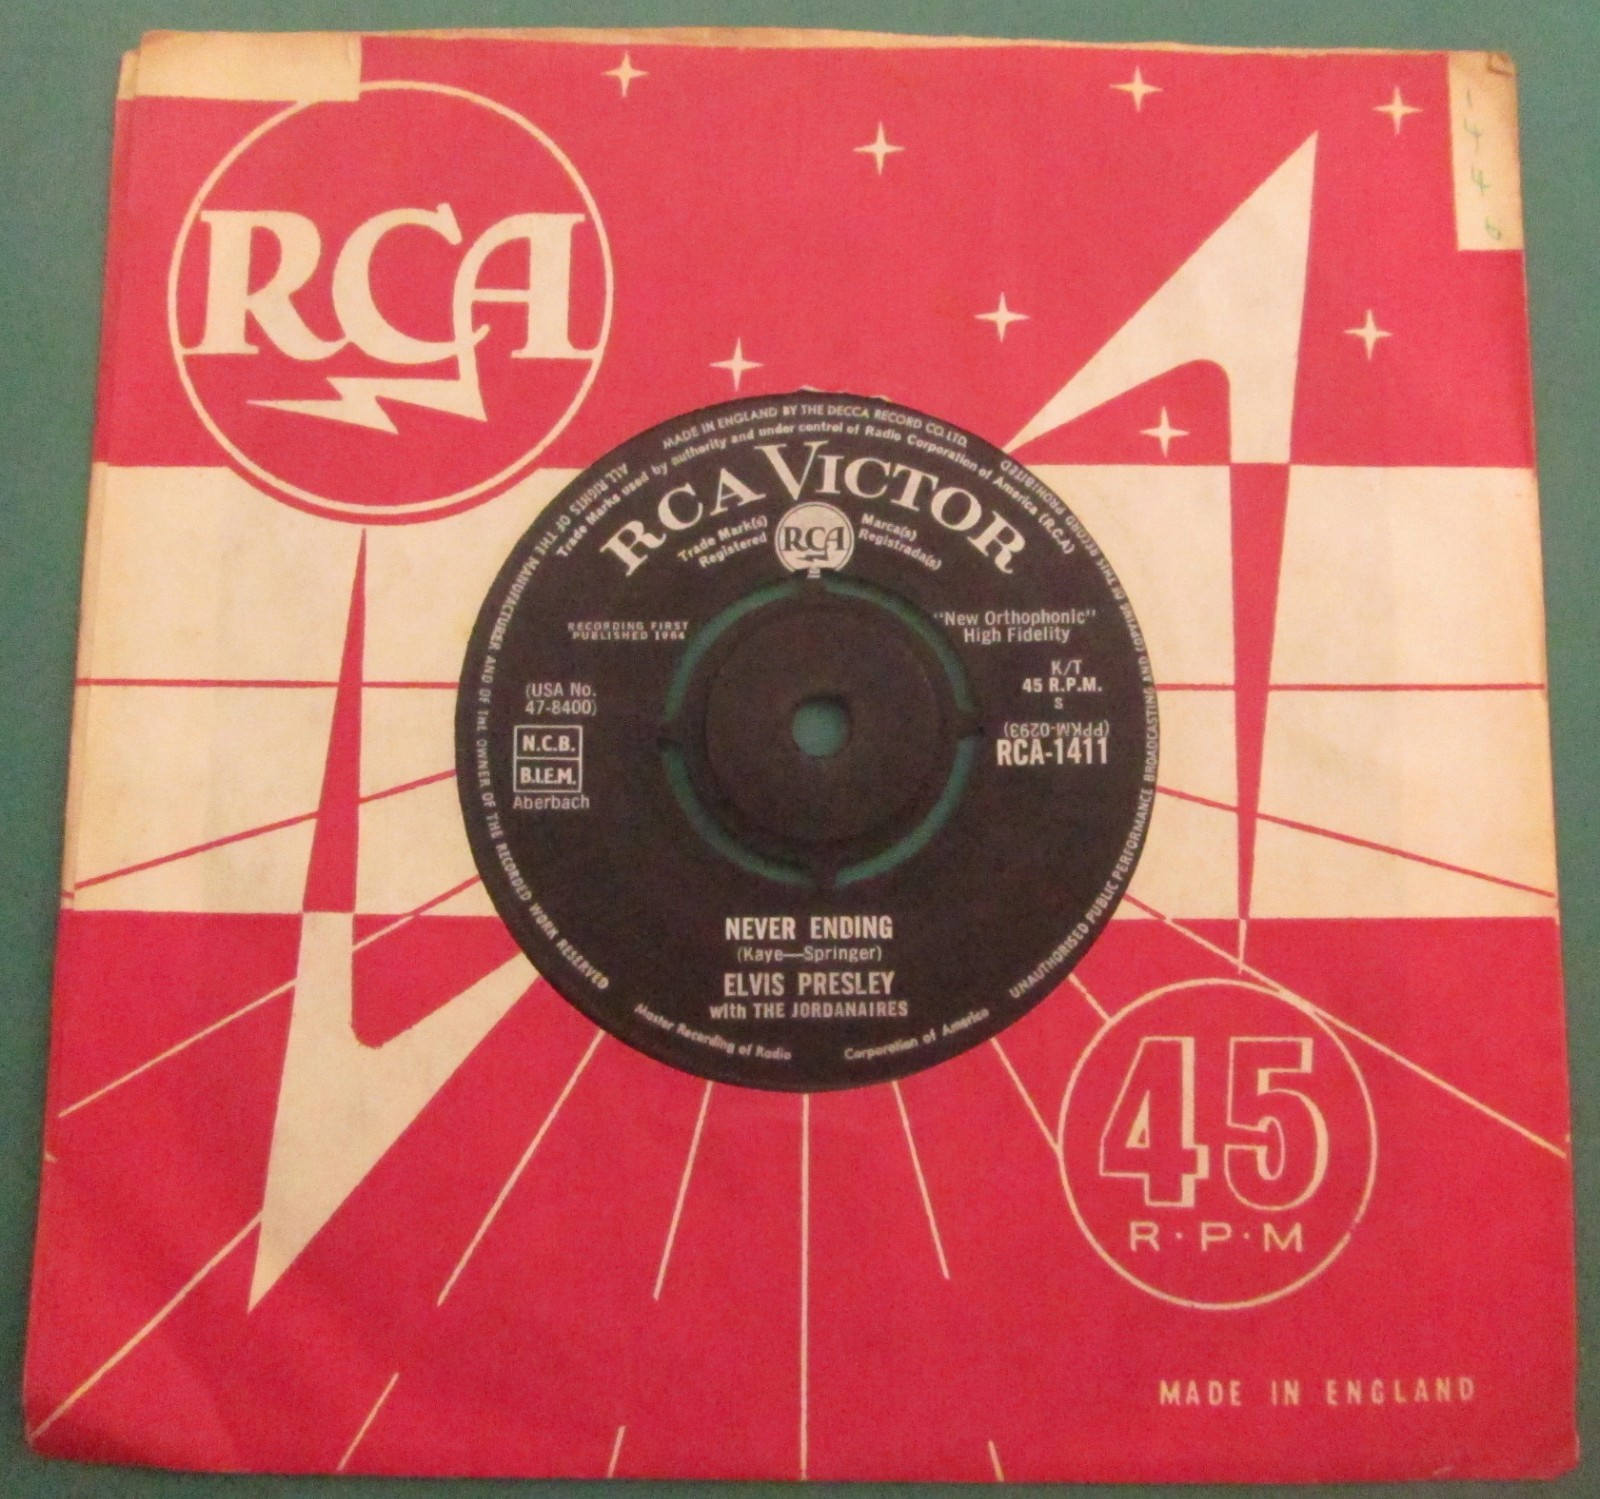 RCA
MADE IN ENGLAND BY THE DECCA RECORD CO. LTD.
ALL RIGHTS OF THE MANUFACTURER AND OF THE OWNER OF THE RECORDED WORK RESERVED
UNAUTHORISED PUBLIC PERFORMANCE BROADCASTING AND COPYING OF THIS RECORD PROHIBITED
Trade Marks used by authority and under control of Radio Corporation of America (R.C.A)
RCA VICTOR
Trade Mark(s)
Registered
RCA
Marca(s)
Registrada(s)
RECORDING FIRST
PUBLISHED 1964
"New Orthophonic"
High Fidelity
K/T
45 R.P.M.
S
(PPKM-0293)
RCA-1411
(USA No.
47-8400)
N.C.B.
B.I.E.M.
Aberbach
NEVER ENDING
(Kaye—Springer)
ELVIS PRESLEY
with THE JORDANAIRES
Master Recording of Radio Corporation of America
45
R·P·M
MADE IN ENGLAND